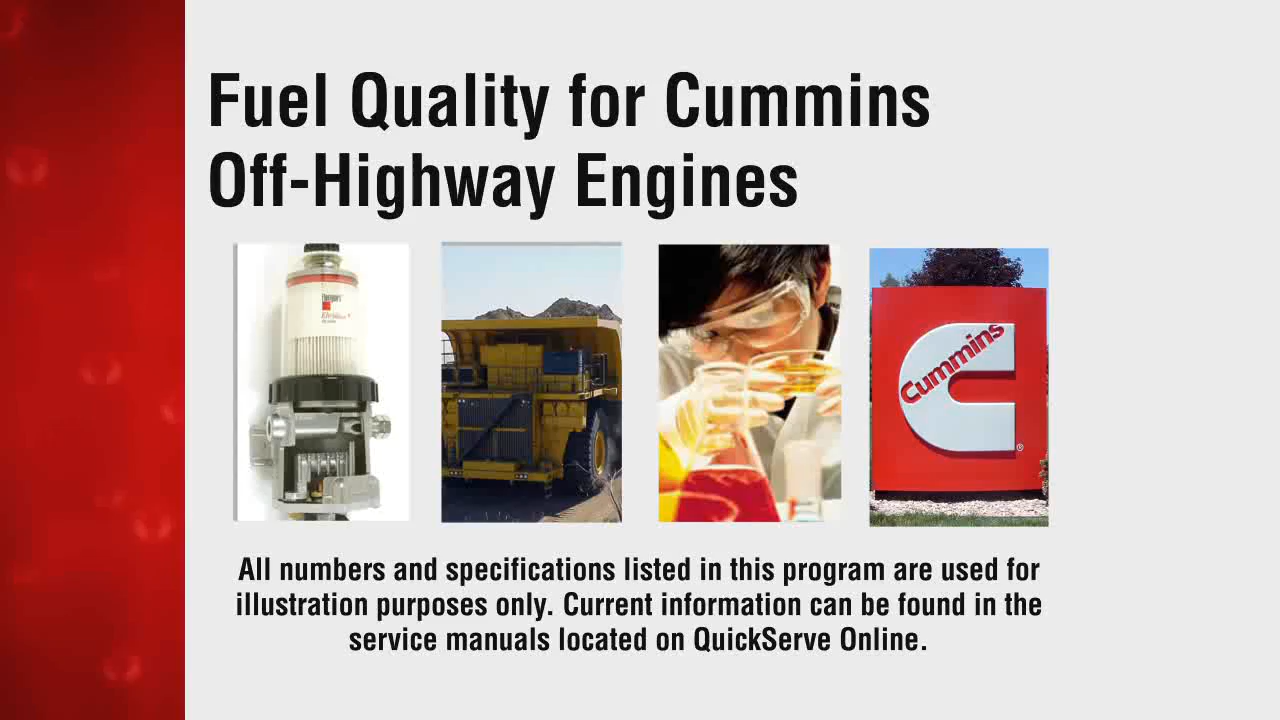 Fuel Quality for Cummins
Off-Highway Engines
Cummins
®
All numbers and specifications listed in this program are used for
illustration purposes only. Current information can be found in the
service manuals located on QuickServe Online.